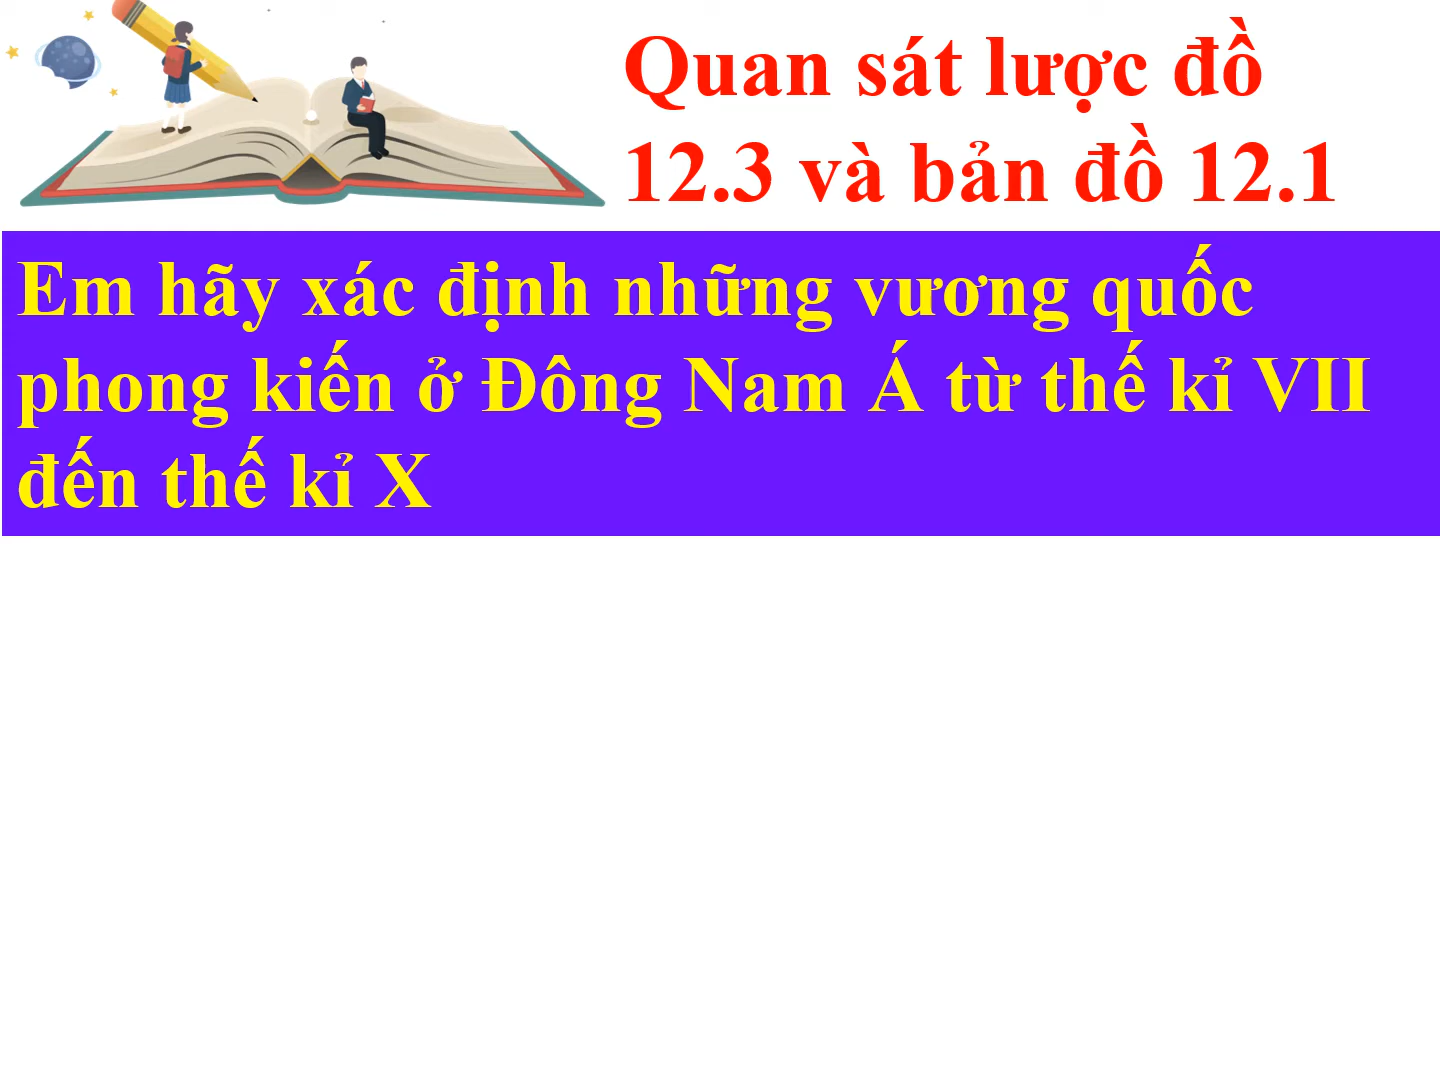 Quan sát lược đồ
12.3 và bản đồ 12.1
Em hãy xác định những vương quốc
phong kiến ở Đông Nam Á từ thế kỉ VII
đến thế kỉ X